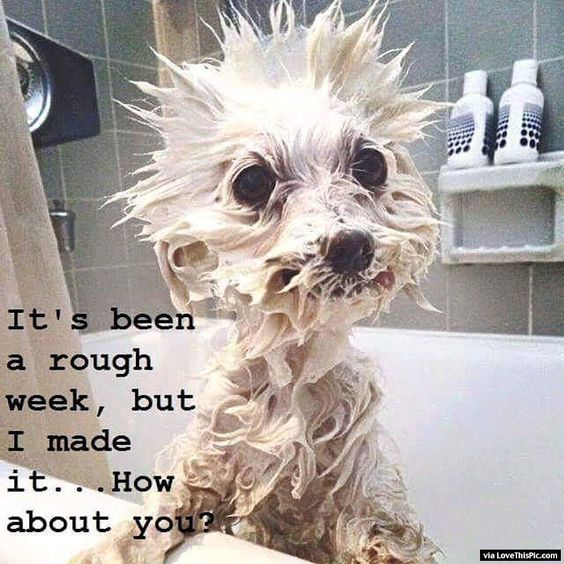 It's been
a rough
week, but
I made
it...How
about you?
via LoveThisPic.com